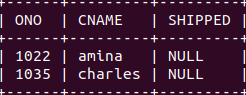 | ONO | CNAME | SHIPPED |
| 1022 | amina | NULL |
| 1035 | charles | NULL |